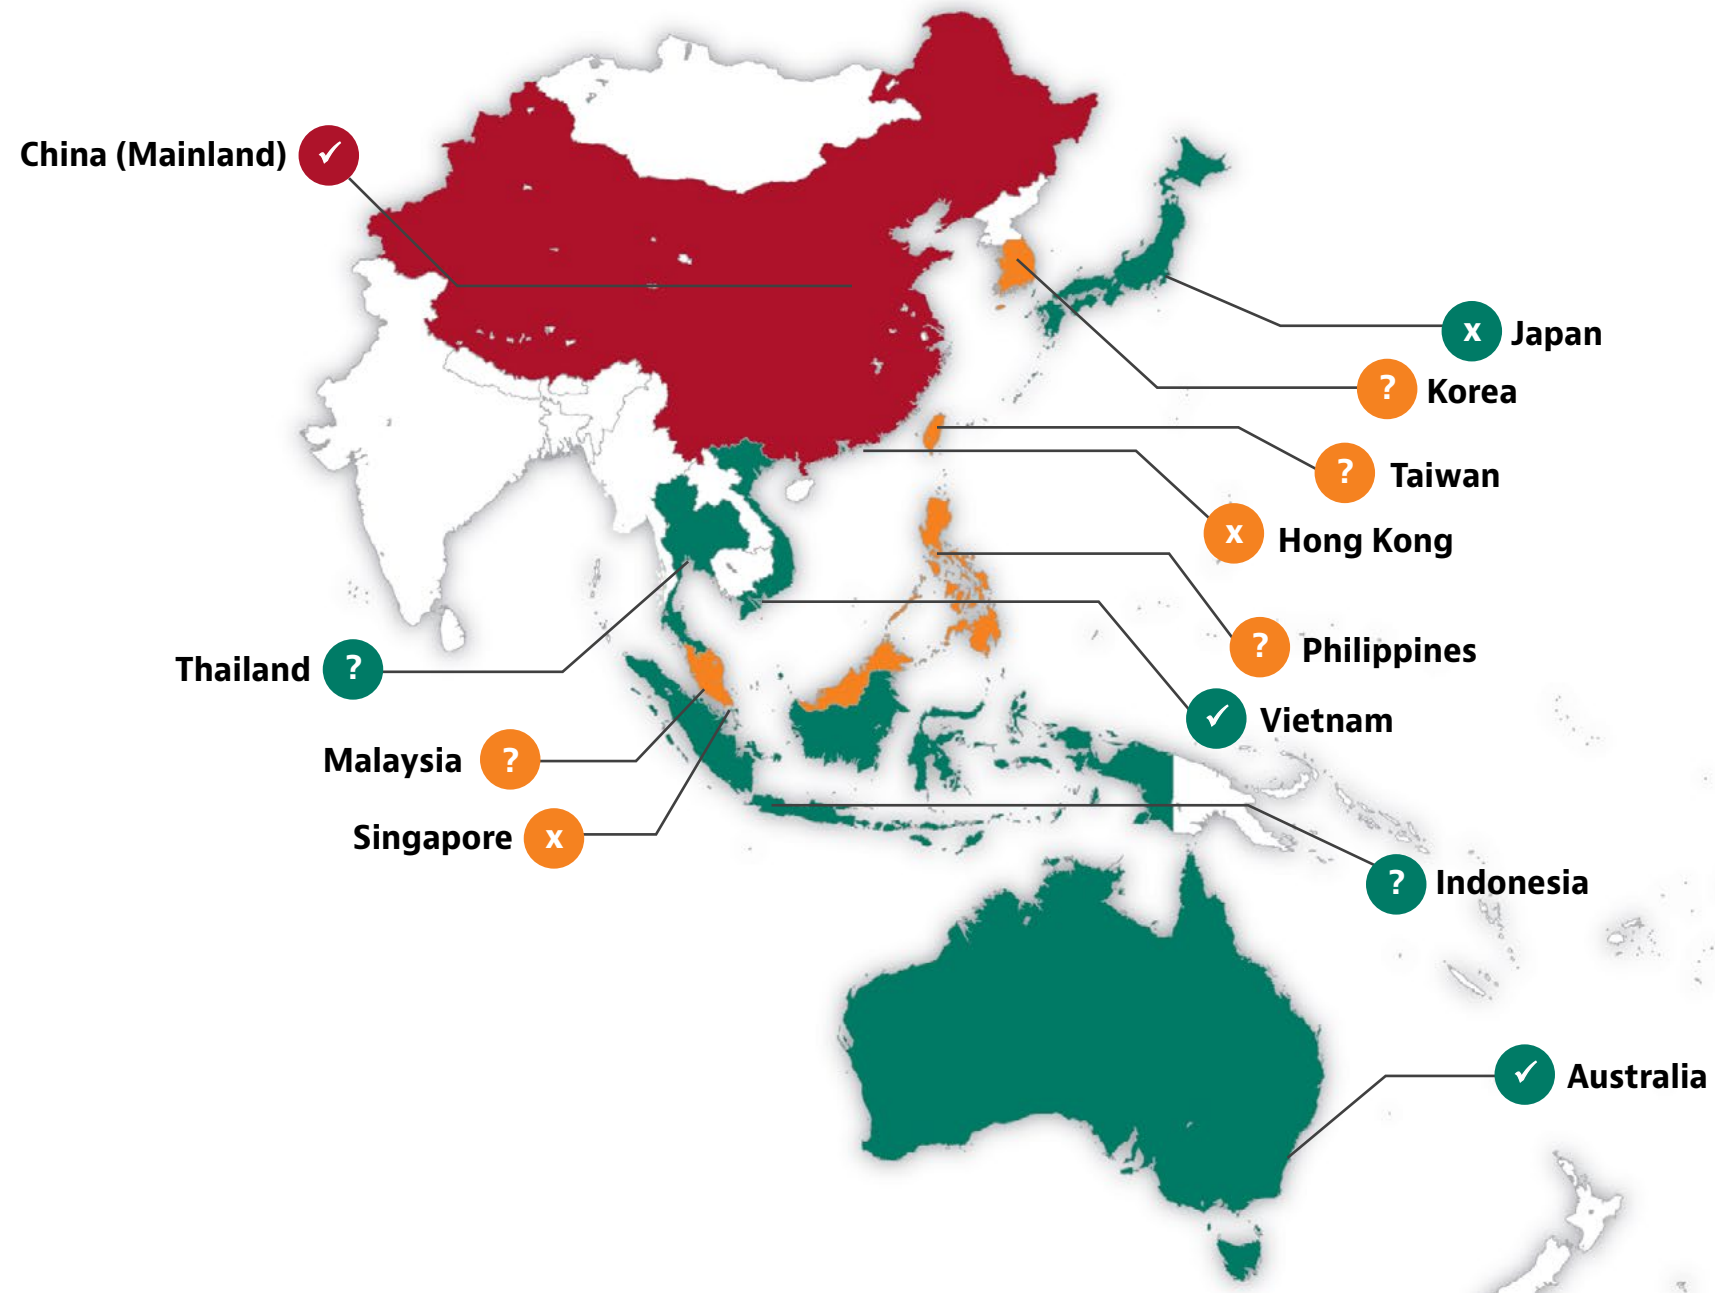 China (Mainland) ✓
x Japan
? Korea
? Taiwan
x Hong Kong
? Philippines
Thailand ?
✓ Vietnam
Malaysia ?
Singapore x
? Indonesia
✓ Australia